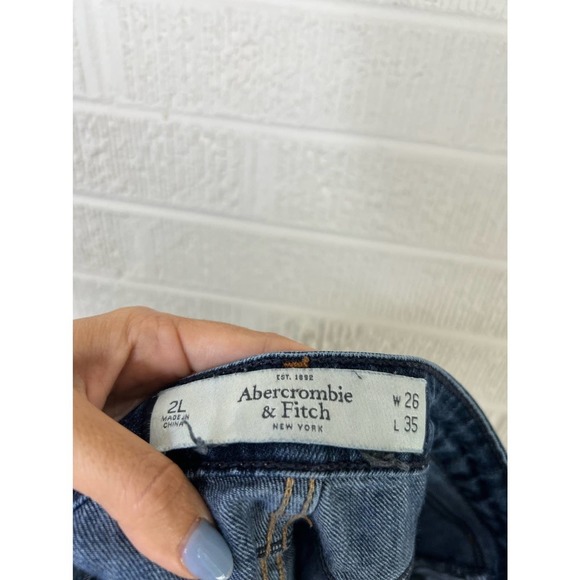 EST. 1892
Abercrombie
& Fitch
NEW YORK
2L
MADE IN
CHINA
W 26
L 35